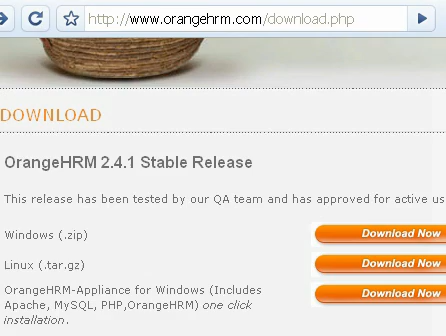 http://www.orangehrm.com/download.php
DOWNLOAD
OrangeHRM 2.4.1 Stable Release
This release has been tested by our QA team and has approved for active us
Windows (.zip)
Download Now
Linux (.tar.gz)
Download Now
OrangeHRM-Appliance for Windows (Includes
Download Now
Apache, MySQL, PHP,OrangeHRM) one click
installation.